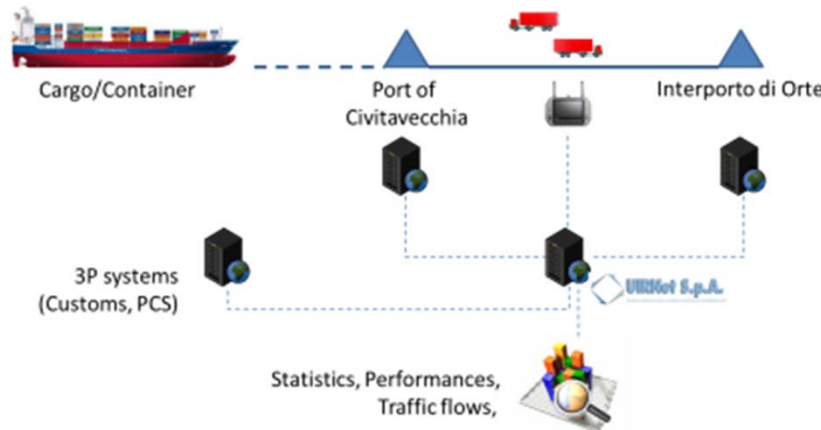 Cargo/Container
Port of
Civitavecchia
Interporto di Orte
3P systems
(Customs, PCS)
UIRNet S.p.A.
Statistics, Performances,
Traffic flows,